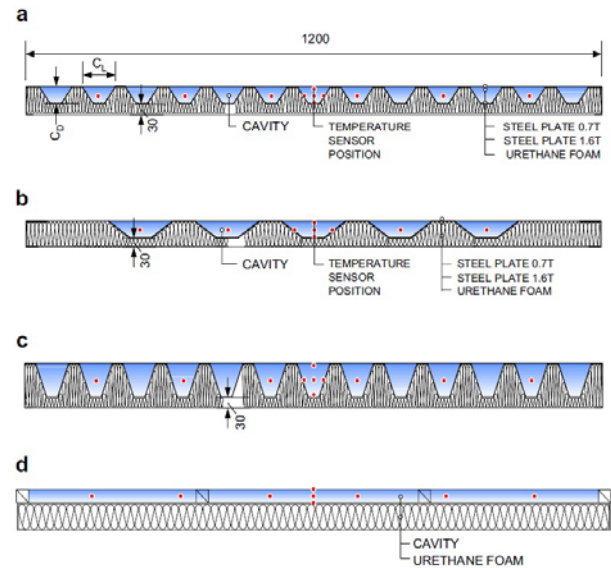 a
1200
C_L
C_D
30
CAVITY
TEMPERATURE
SENSOR
POSITION
STEEL PLATE 0.7T
STEEL PLATE 1.6T
URETHANE FOAM
b
30
CAVITY
TEMPERATURE
SENSOR
POSITION
STEEL PLATE 0.7T
STEEL PLATE 1.6T
URETHANE FOAM
c
30
d
CAVITY
URETHANE FOAM